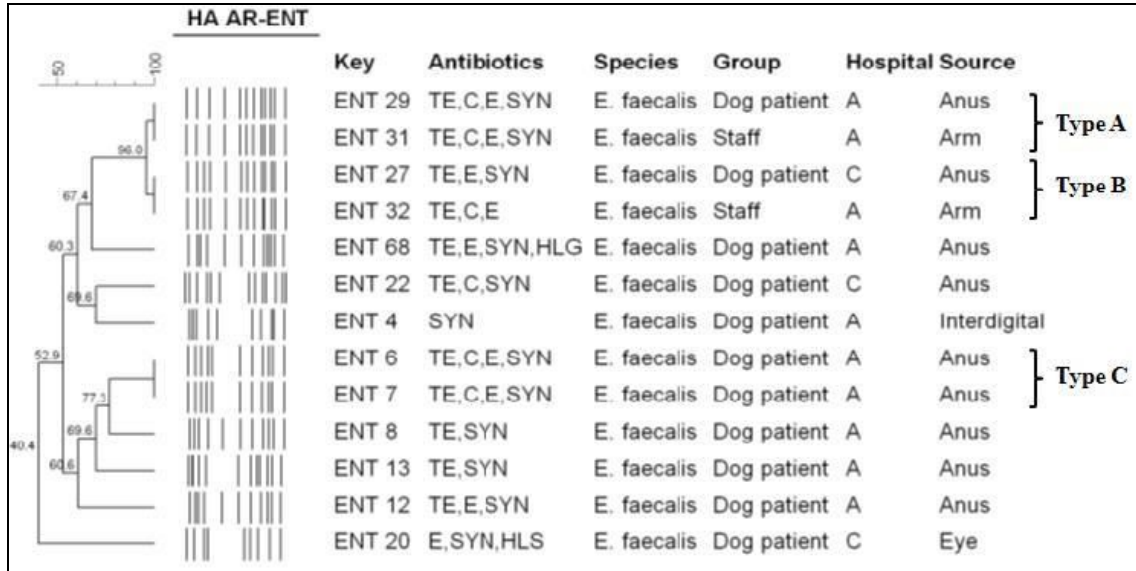 HA AR-ENT
50 100
Key Antibiotics Species Group Hospital Source
ENT 29 TE,C,E,SYN E. faecalis Dog patient A Anus
Type A
ENT 31 TE,C,E,SYN E. faecalis Staff A Arm
96.0
ENT 27 TE,E,SYN E. faecalis Dog patient C Anus
Type B
67.4
ENT 32 TE,C,E E. faecalis Staff A Arm
60.3
ENT 68 TE,E,SYN,HLG E. faecalis Dog patient A Anus
ENT 22 TE,C,SYN E. faecalis Dog patient C Anus
69.6
ENT 4 SYN E. faecalis Dog patient A Interdigital
52.9
ENT 6 TE,C,E,SYN E. faecalis Dog patient A Anus
Type C
ENT 7 TE,C,E,SYN E. faecalis Dog patient A Anus
77.3
69.6
ENT 8 TE,SYN E. faecalis Dog patient A Anus
40.4
60.6
ENT 13 TE,SYN E. faecalis Dog patient A Anus
ENT 12 TE,E,SYN E. faecalis Dog patient A Anus
ENT 20 E,SYN,HLS E. faecalis Dog patient C Eye